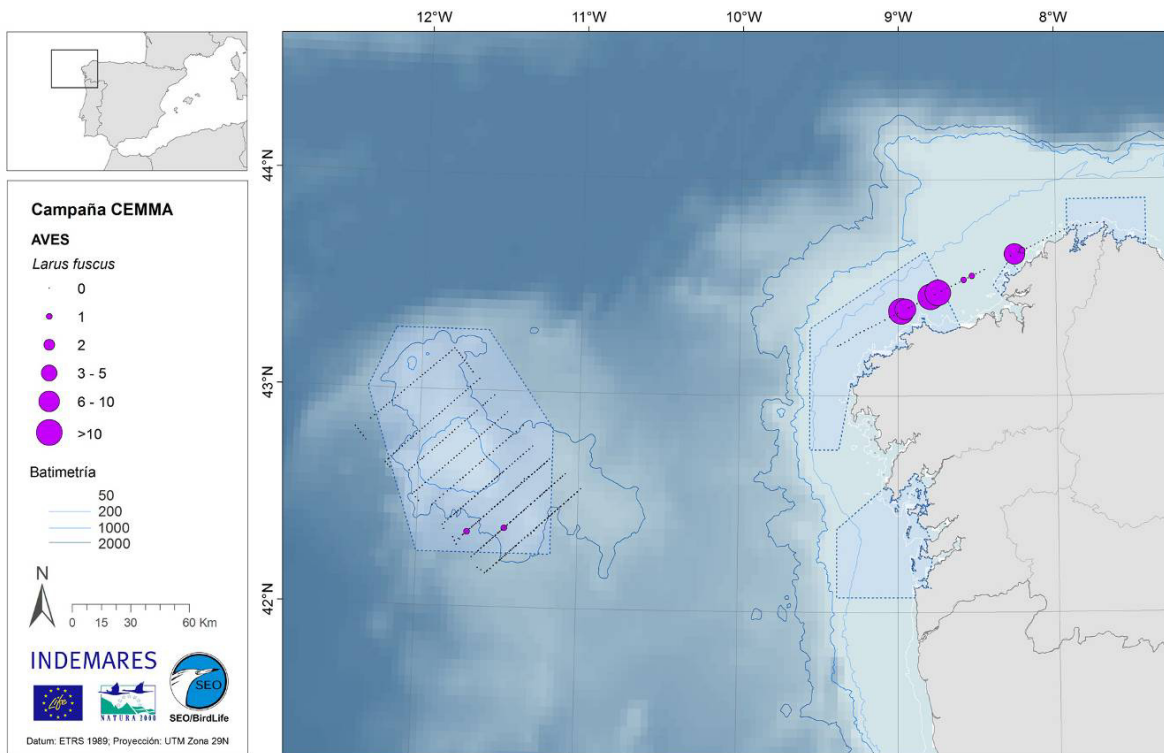 12°W
11°W
10°W
9°W
8°W
44°N
43°N
42°N
Campaña CEMMA
AVES
Larus fuscus
0
1
2
3 - 5
6 - 10
>10
Batimetría
50
200
1000
2000
N
0 15 30 60 Km
INDEMARES
Life
NATURA 2000
SEO
SEO/BirdLife
Datum: ETRS 1989; Proyección: UTM Zona 29N